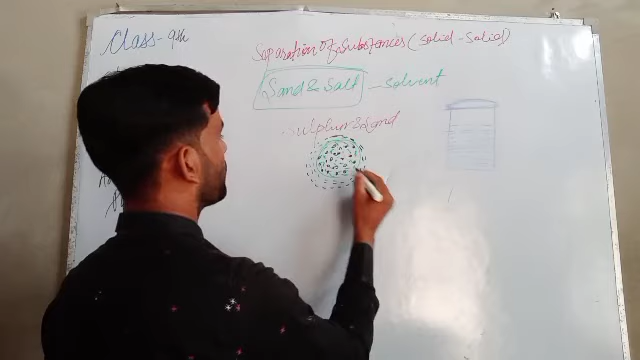 Class-9th
Separation of Substances (Solid-Solid)
Sand & Salt - Solvent
Sulphur & Sand